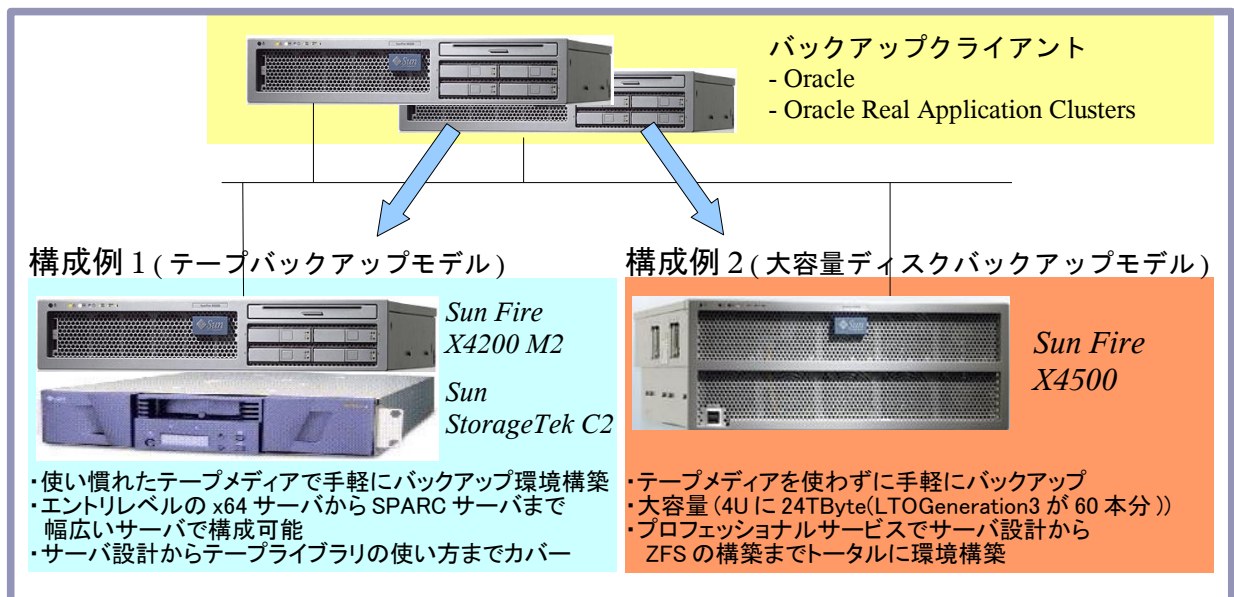 バックアップクライアント
- Oracle
- Oracle Real Application Clusters
構成例 1 ( テープバックアップモデル )
Sun Fire
X4200 M2
Sun
StorageTek C2
・使い慣れたテープメディアで手軽にバックアップ環境構築
・エントリレベルの x64 サーバから SPARC サーバまで
幅広いサーバで構成可能
・サーバ設計からテープライブラリの使い方までカバー
構成例 2 ( 大容量ディスクバックアップモデル )
Sun Fire
X4500
・テープメディアを使わずに手軽にバックアップ
・大容量 (4U に 24TByte(LTOGeneration3 が 60 本分 ))
・プロフェッショナルサービスでサーバ設計から
ZFS の構築までトータルに環境構築
Sun
Sun
Sun